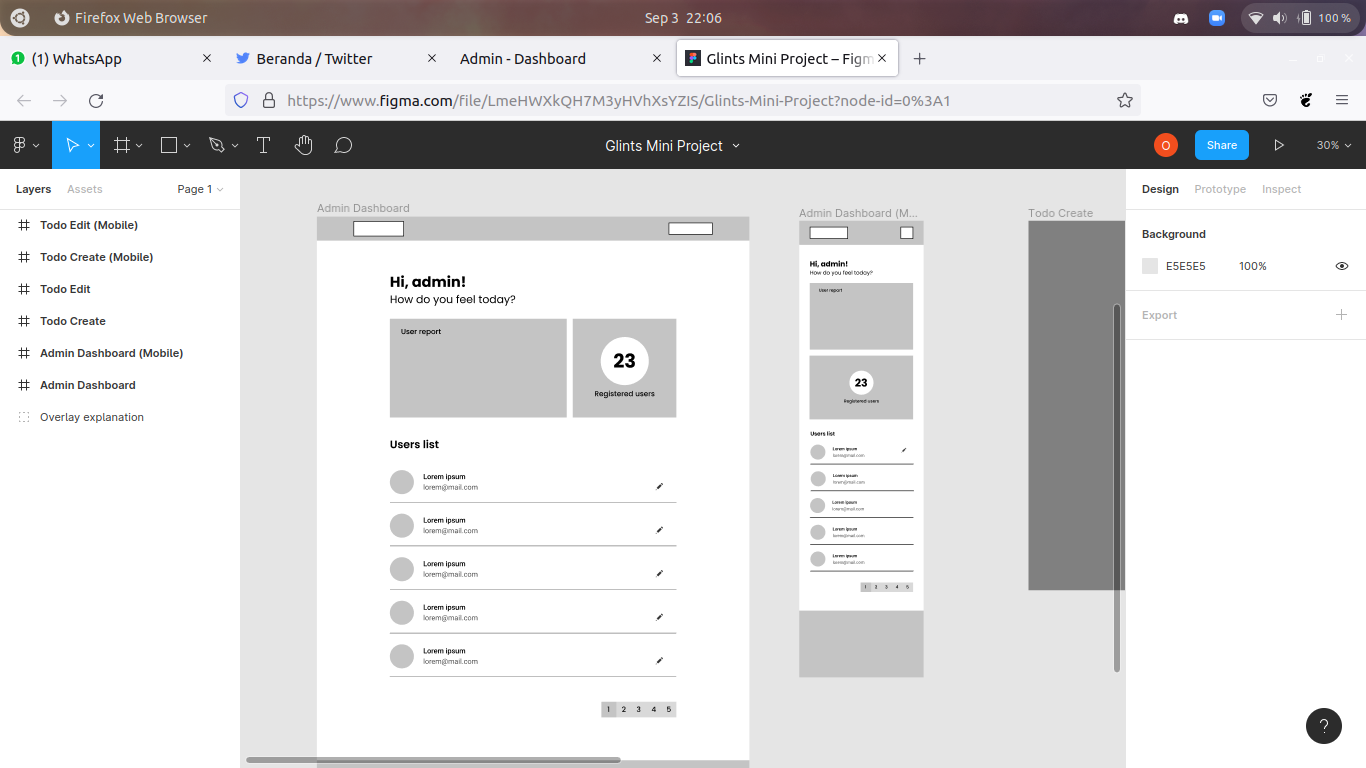 Firefox Web Browser
Sep 3 22:06
100 %
(1) WhatsApp
Beranda / Twitter
Admin - Dashboard
Glints Mini Project – Figm
https://www.figma.com/file/LmeHWXkQH7M3yHVhXsYZIS/Glints-Mini-Project?node-id=0%3A1
Glints Mini Project
O
Share
30%
Layers
Assets
Page 1
Todo Edit (Mobile)
Todo Create (Mobile)
Todo Edit
Todo Create
Admin Dashboard (Mobile)
Admin Dashboard
Overlay explanation
Admin Dashboard
Hi, admin!
How do you feel today?
User report
23
Registered users
Users list
Lorem ipsum
lorem@mail.com
Lorem ipsum
lorem@mail.com
Lorem ipsum
lorem@mail.com
Lorem ipsum
lorem@mail.com
Lorem ipsum
lorem@mail.com
1 2 3 4 5
Admin Dashboard (M...
Hi, admin!
How do you feel today?
User report
23
Registered users
Users list
Lorem ipsum
lorem@mail.com
Lorem ipsum
lorem@mail.com
Lorem ipsum
lorem@mail.com
Lorem ipsum
lorem@mail.com
Lorem ipsum
lorem@mail.com
1 2 3 4 5
Todo Create
Design
Prototype
Inspect
Background
E5E5E5
100%
Export
?